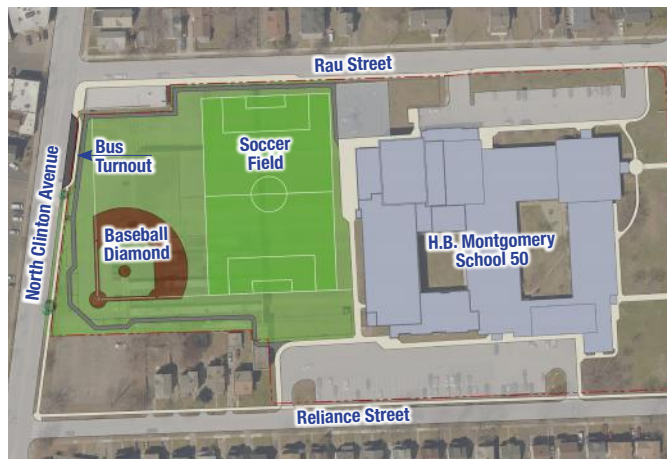 Rau Street
Bus
Turnout
Soccer
Field
North Clinton Avenue
Baseball
Diamond
H.B. Montgomery
School 50
Reliance Street